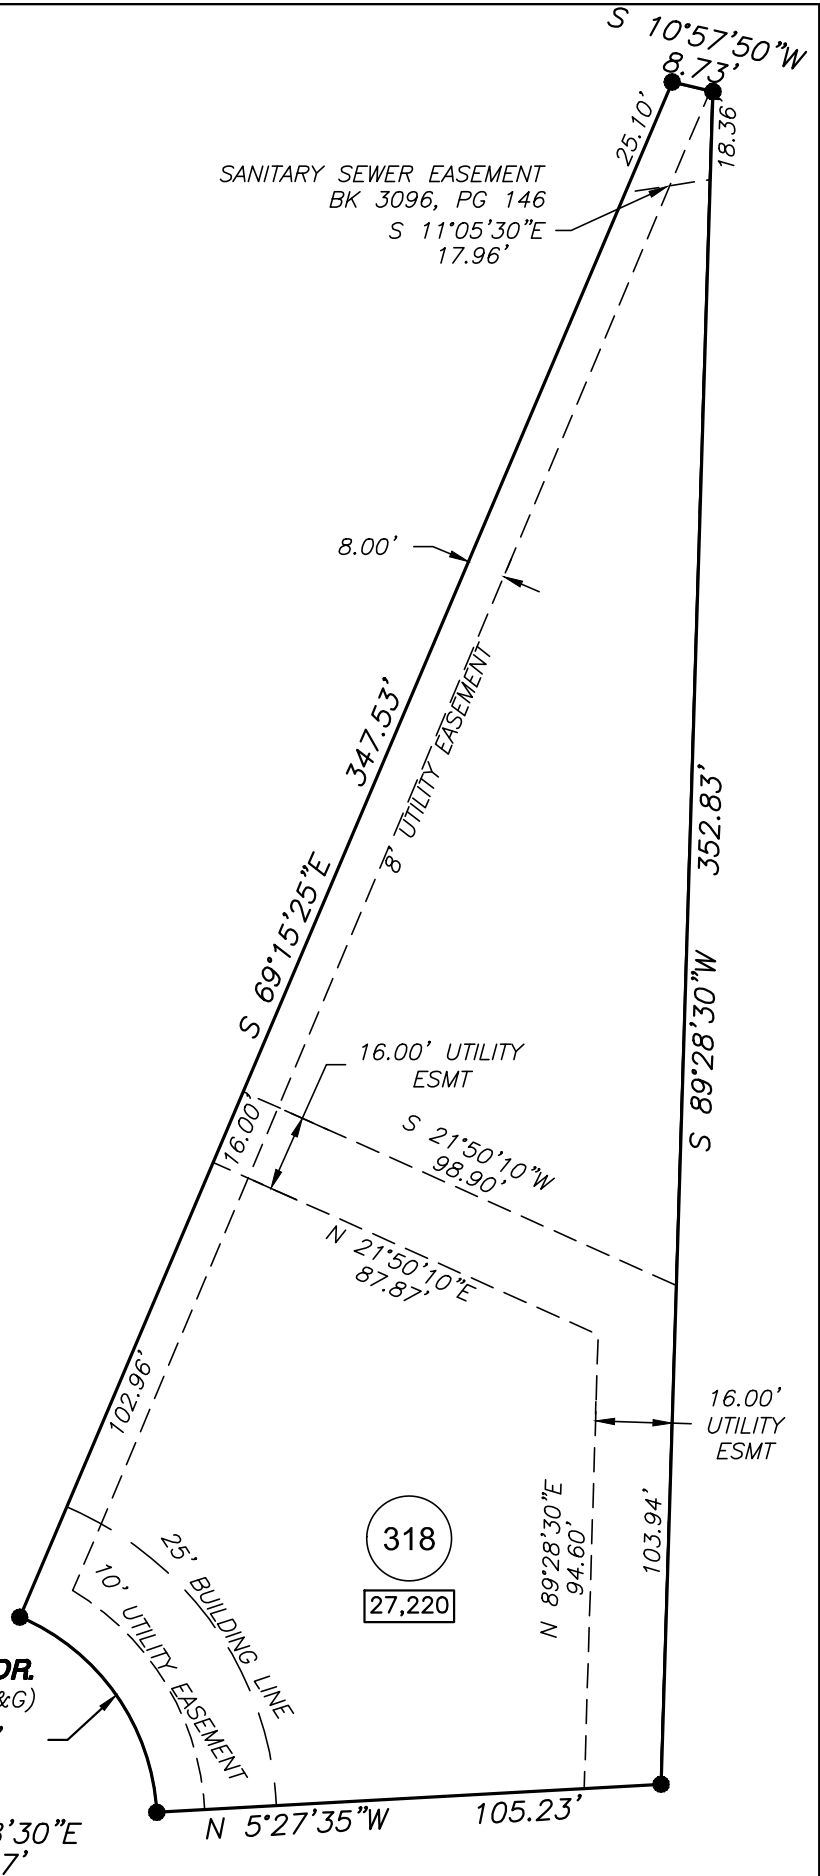 S 10°57'50"W
8.73'
25.10'
18.36'
SANITARY SEWER EASEMENT
BK 3096, PG 146
S 11°05'30"E
17.96'
8.00'
8' UTILITY EASEMENT
347.53'
S 69°15'25"E
352.83'
S 89°28'30"W
16.00' UTILITY
ESMT
16.00'
S 21°50'10"W
98.90'
N 21°50'10"E
87.87'
102.96'
16.00'
UTILITY
ESMT
N 89°28'30"E
94.60'
103.94'
318
27,220
25' BUILDING LINE
10' UTILITY EASEMENT
DR.
&G)
'30"E
7'
N 5°27'35"W
105.23'